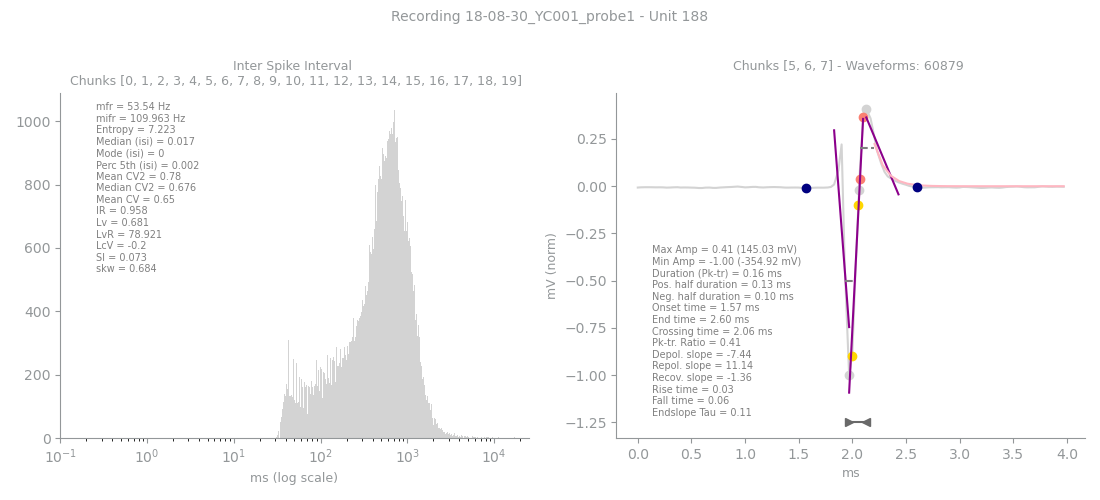 Recording 18-08-30_YC001_probe1 - Unit 188
Inter Spike Interval
Chunks [0, 1, 2, 3, 4, 5, 6, 7, 8, 9, 10, 11, 12, 13, 14, 15, 16, 17, 18, 19]
mfr = 53.54 Hz
mifr = 109.963 Hz
Entropy = 7.223
Median (isi) = 0.017
Mode (isi) = 0
Perc 5th (isi) = 0.002
Mean CV2 = 0.78
Median CV2 = 0.676
Mean CV = 0.65
IR = 0.958
Lv = 0.681
LvR = 78.921
LcV = -0.2
SI = 0.073
skw = 0.684
1000
800
600
400
200
0
10⁻¹ 10⁰ 10¹ 10² 10³ 10⁴
ms (log scale)
Chunks [5, 6, 7] - Waveforms: 60879
mV (norm)
0.25
0.00
−0.25
−0.50
−0.75
−1.00
−1.25
Max Amp = 0.41 (145.03 mV)
Min Amp = -1.00 (-354.92 mV)
Duration (Pk-tr) = 0.16 ms
Pos. half duration = 0.13 ms
Neg. half duration = 0.10 ms
Onset time = 1.57 ms
End time = 2.60 ms
Crossing time = 2.06 ms
Pk-tr. Ratio = 0.41
Depol. slope = -7.44
Repol. slope = 11.14
Recov. slope = -1.36
Rise time = 0.03
Fall time = 0.06
Endslope Tau = 0.11
0.0 0.5 1.0 1.5 2.0 2.5 3.0 3.5 4.0
ms